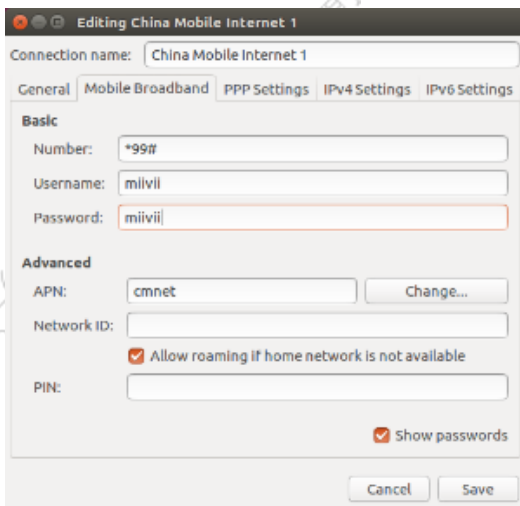 Editing China Mobile Internet 1
Connection name: China Mobile Internet 1
General Mobile Broadband PPP Settings IPv4 Settings IPv6 Settings
Basic
Number: *99#
Username: miivii
Password: miivii
Advanced
APN: cmnet Change...
Network ID:
Allow roaming if home network is not available
PIN:
Show passwords
Cancel Save